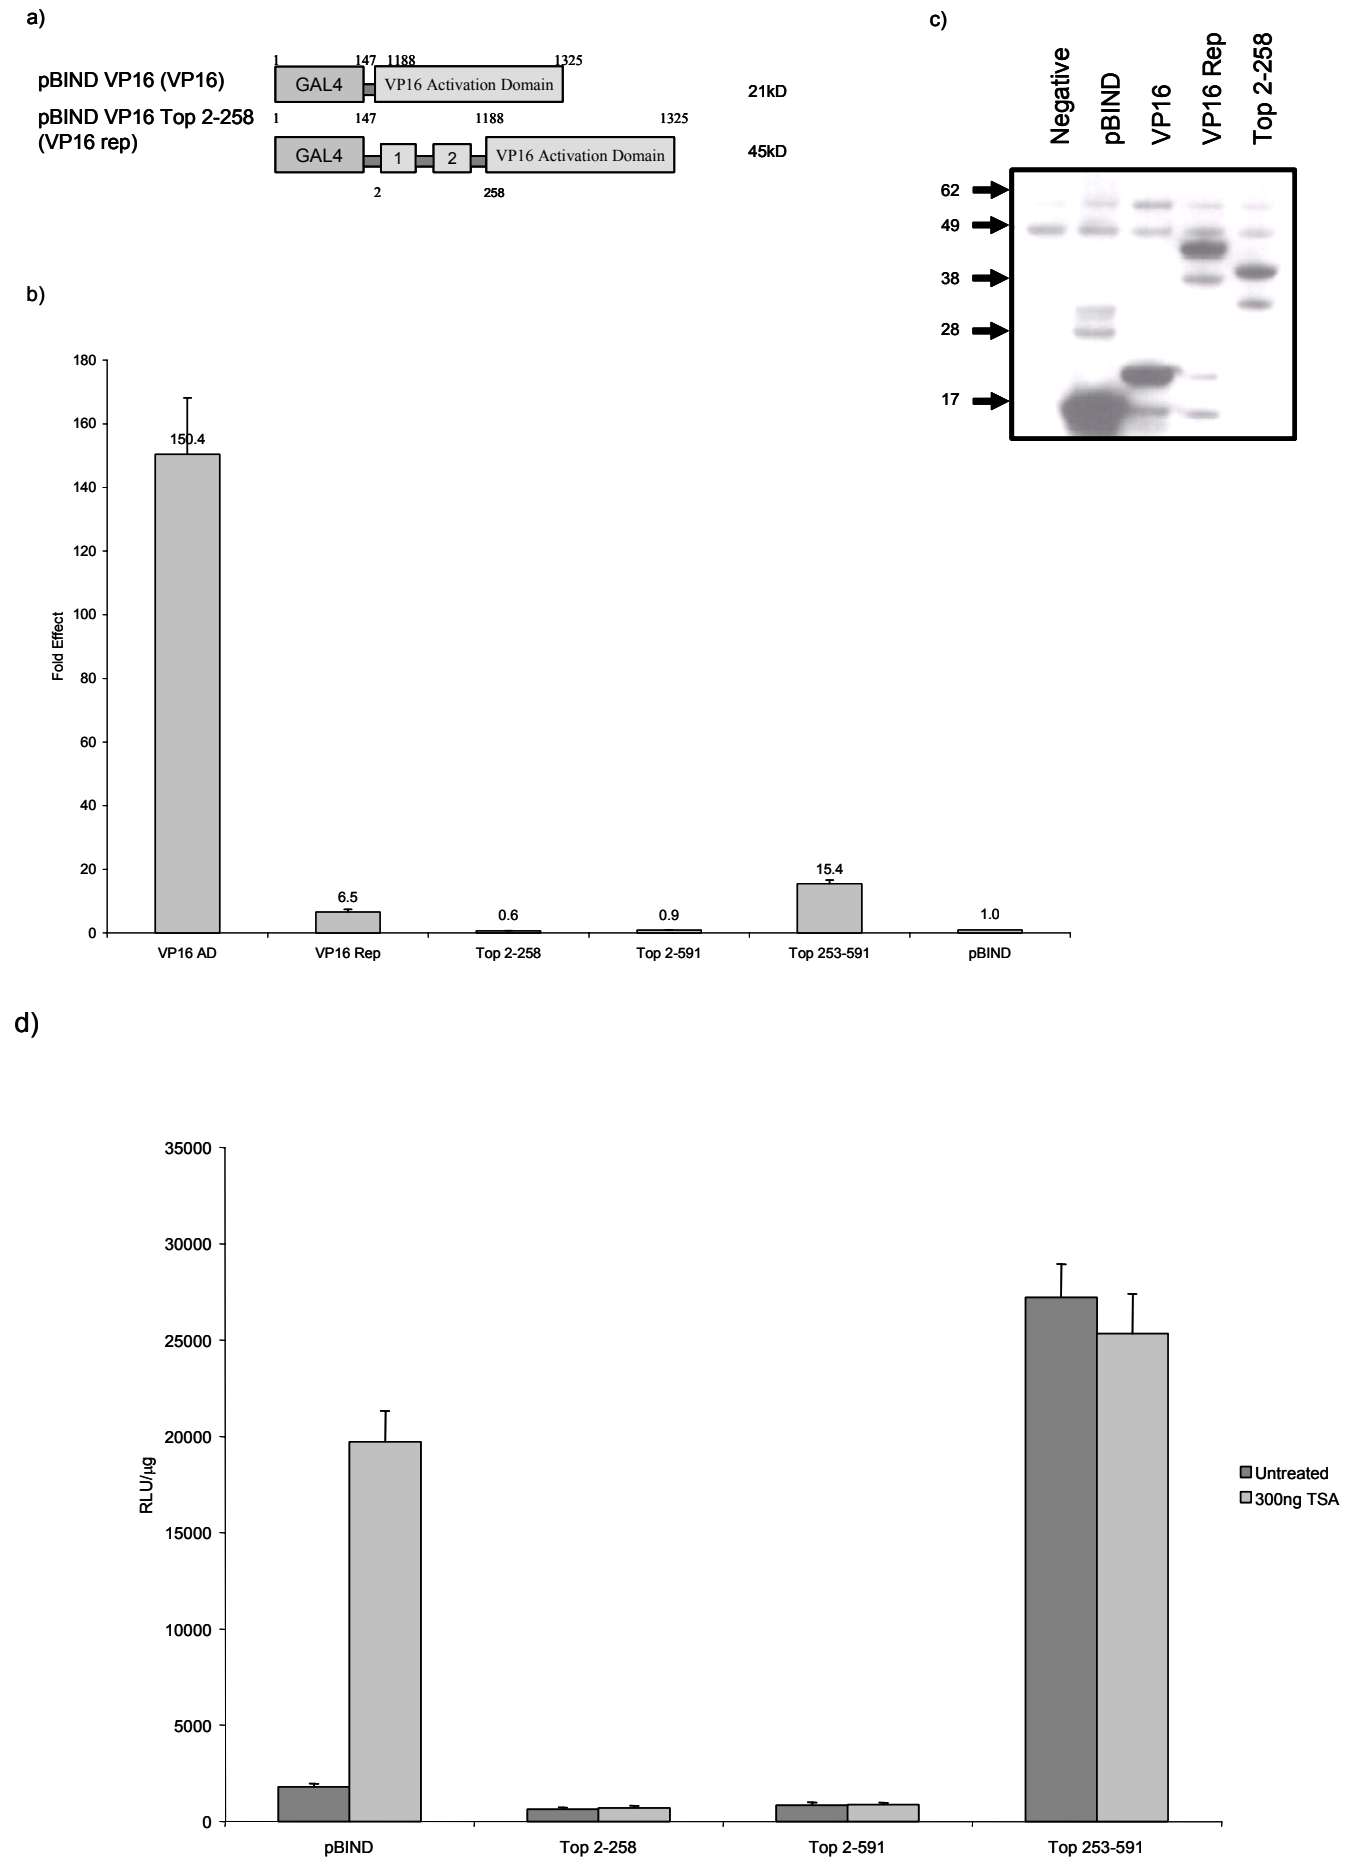 a)
pBIND VP16 (VP16)
1 147 1188 1325
GAL4 VP16 Activation Domain
21kD
pBIND VP16 Top 2-258
(VP16 rep)
1 147 1188 1325
GAL4 1 2 VP16 Activation Domain
45kD
2 258
c)
Negative
pBIND
VP16
VP16 Rep
Top 2-258
62
49
38
28
17
b)
Fold Effect
180
160
140
120
100
80
60
40
20
0
150.4
6.5
0.6
0.9
15.4
1.0
VP16 AD
VP16 Rep
Top 2-258
Top 2-591
Top 253-591
pBIND
d)
RLU/µg
35000
30000
25000
20000
15000
10000
5000
0
pBIND
Top 2-258
Top 2-591
Top 253-591
Untreated
300ng TSA